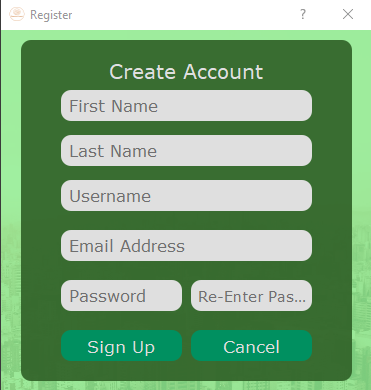 Register
Create Account
First Name
Last Name
Username
Email Address
Password Re-Enter Pas...
Sign Up Cancel